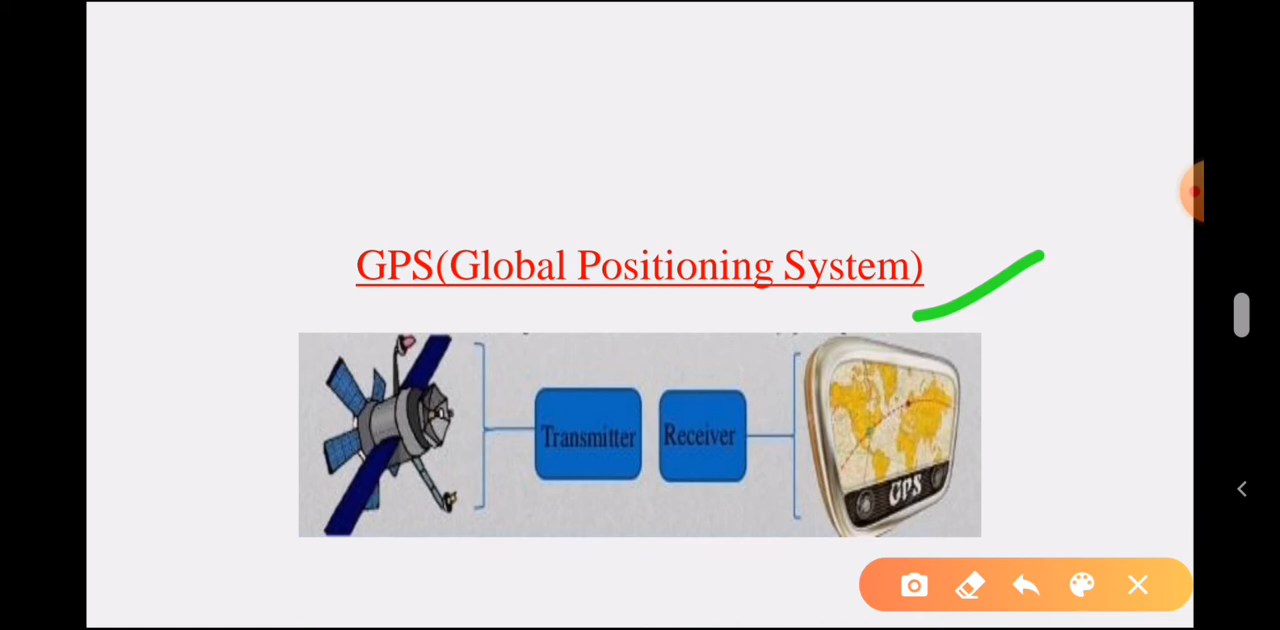 GPS(Global Positioning System)
Transmitter
Receiver
GPS